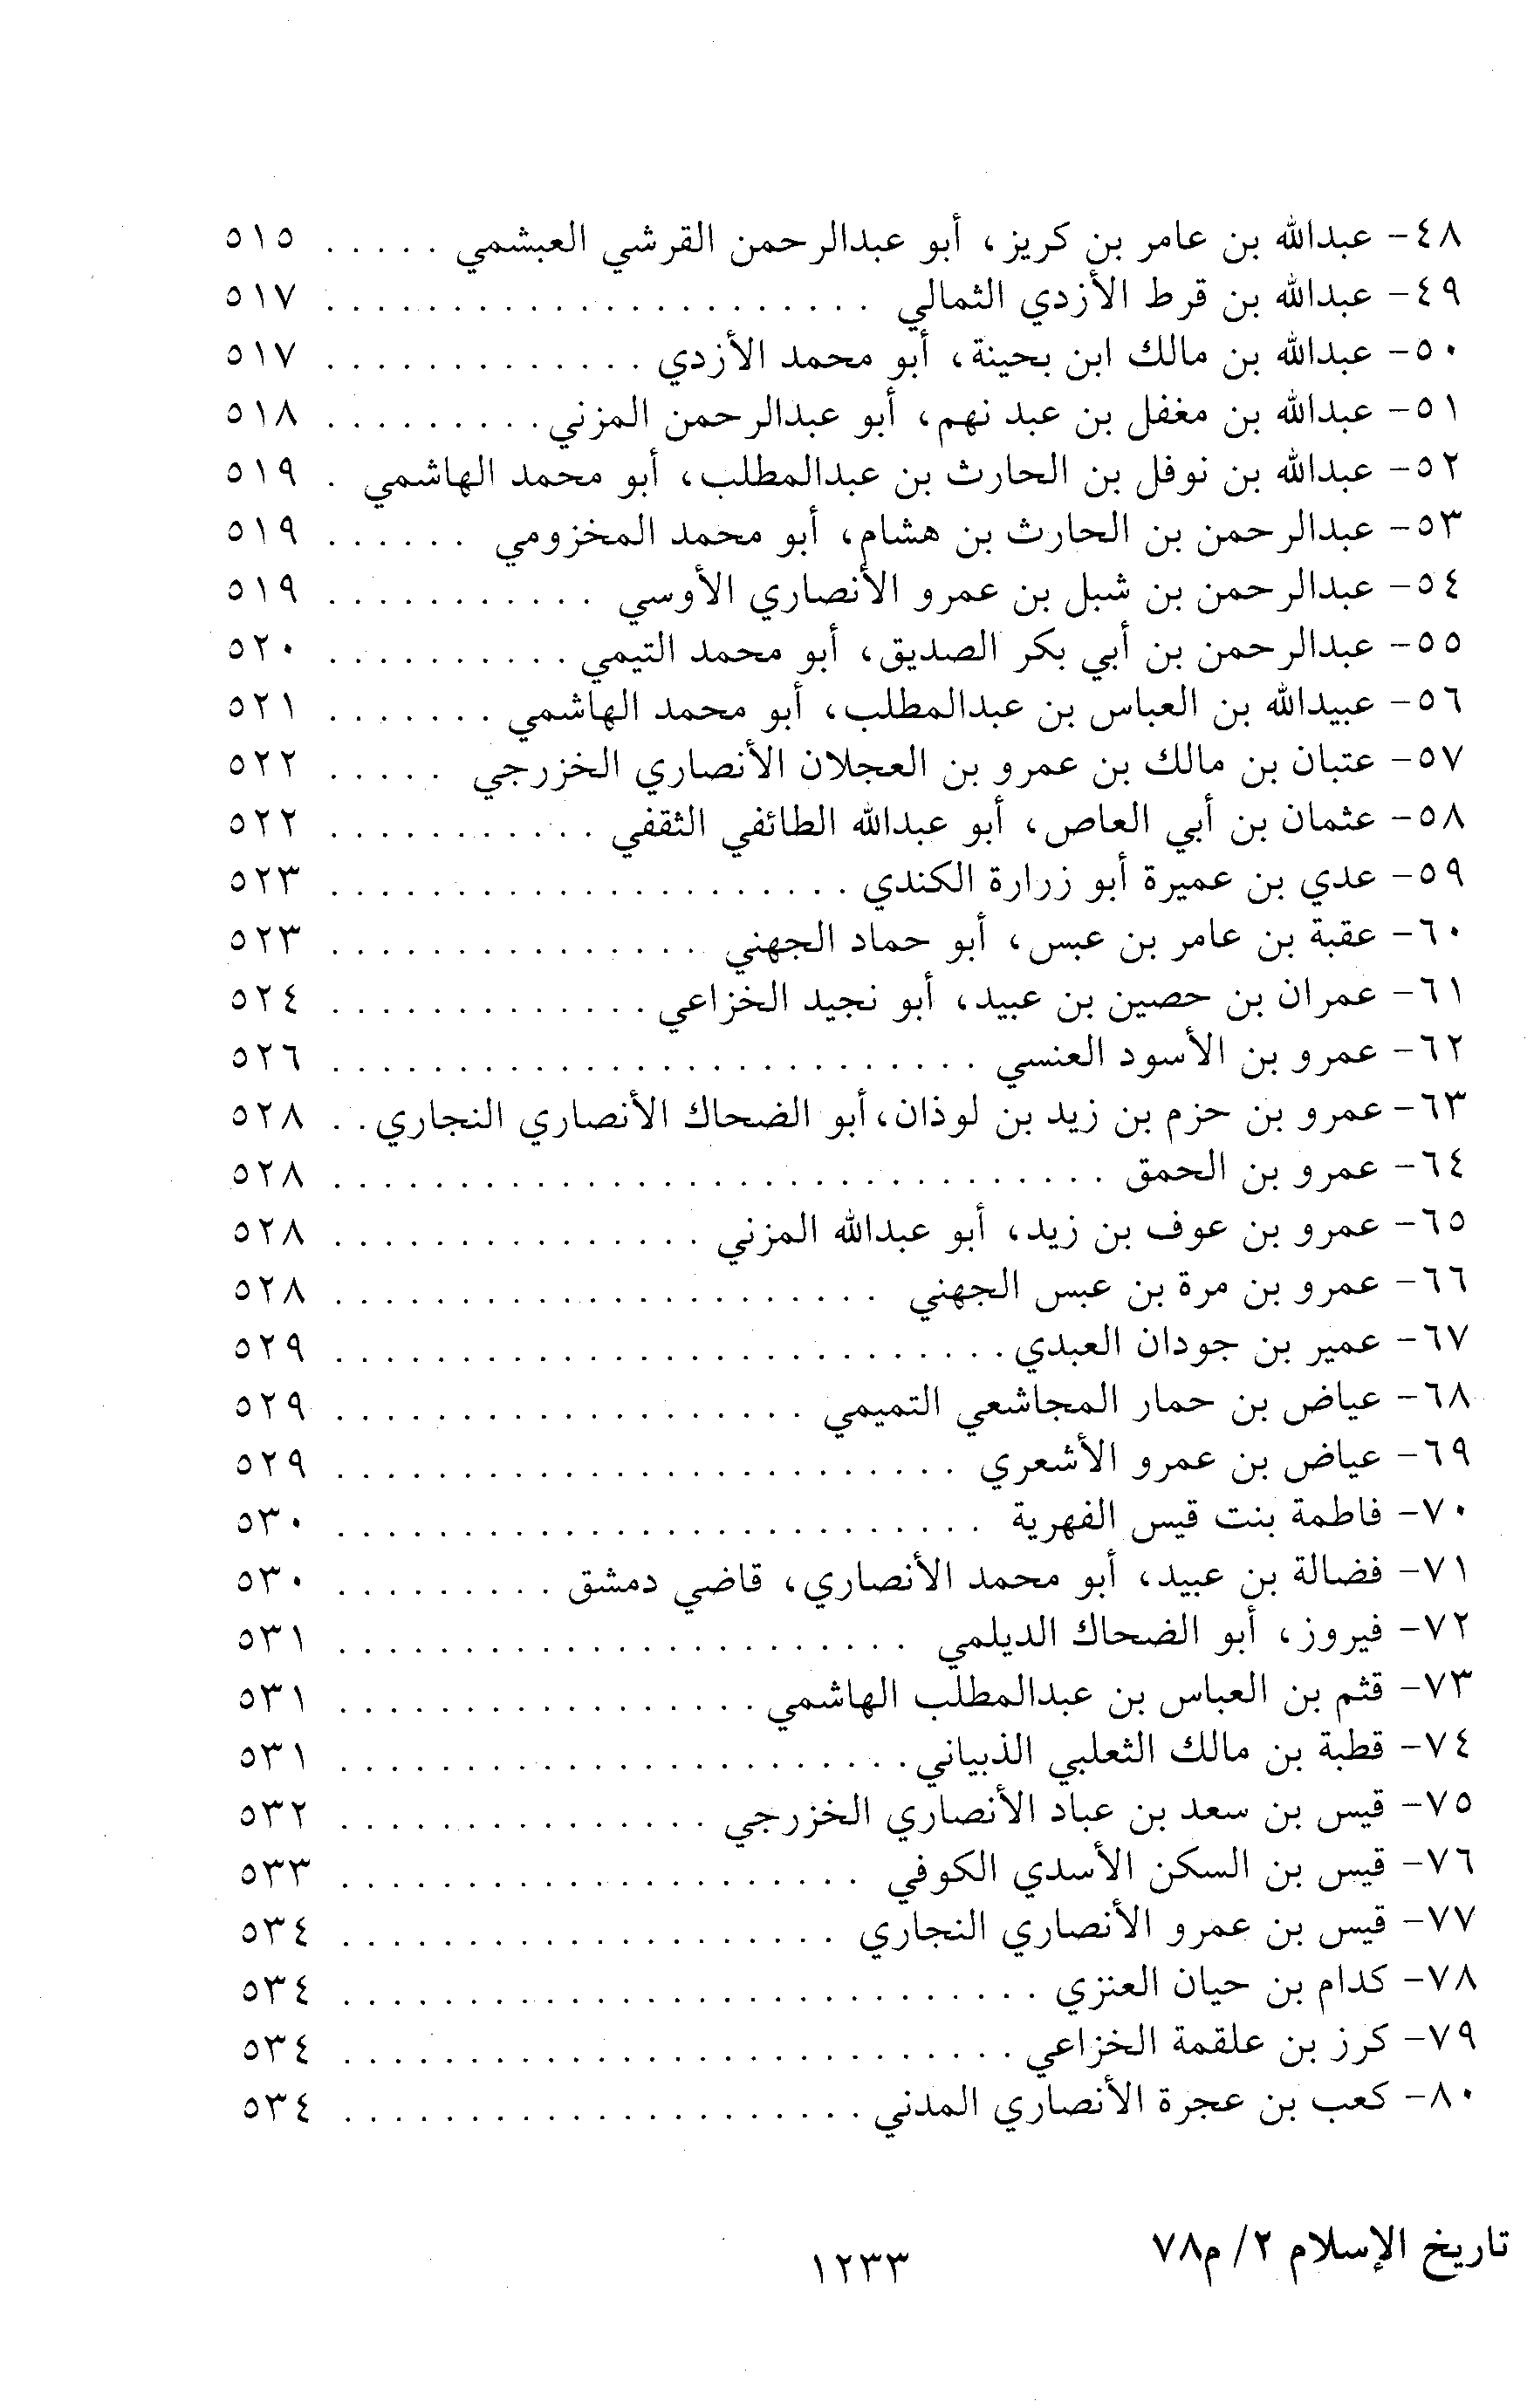 ٤٨- عبدالله بن عامر بن كريز، أبو عبدالرحمن القرشي العبشمي . . . . . ٥١٥
٤٩- عبدالله بن قرط الأزدي الثمالي . . . . . . . . . . . . . . . . . . . . . . ٥١٧
٥٠- عبدالله بن مالك ابن بحينة، أبو محمد الأزدي . . . . . . . . . . . . . ٥١٧
٥١- عبدالله بن مغفل بن عبد نهم، أبو عبدالرحمن المزني . . . . . . . . . ٥١٨
٥٢- عبدالله بن نوفل بن الحارث بن عبدالمطلب، أبو محمد الهاشمي . ٥١٩
٥٣- عبدالرحمن بن الحارث بن هشام، أبو محمد المخزومي . . . . . . ٥١٩
٥٤- عبدالرحمن بن شبل بن عمرو الأنصاري الأوسي . . . . . . . . . . . ٥١٩
٥٥- عبدالرحمن بن أبي بكر الصديق، أبو محمد التيمي . . . . . . . . . . ٥٢٠
٥٦- عبيدالله بن العباس بن عبدالمطلب، أبو محمد الهاشمي . . . . . . . ٥٢١
٥٧- عتبان بن مالك بن عمرو بن العجلان الأنصاري الخزرجي . . . . . ٥٢٢
٥٨- عثمان بن أبي العاص، أبو عبدالله الطائفي الثقفي . . . . . . . . . . . ٥٢٢
٥٩- عدي بن عميرة أبو زرارة الكندي . . . . . . . . . . . . . . . . . . . . . ٥٢٣
٦٠- عقبة بن عامر بن عبس، أبو حماد الجهني . . . . . . . . . . . . . . . ٥٢٣
٦١- عمران بن حصين بن عبيد، أبو نجيد الخزاعي . . . . . . . . . . . . . ٥٢٤
٦٢- عمرو بن الأسود العنسي . . . . . . . . . . . . . . . . . . . . . . . . . . ٥٢٦
٦٣- عمرو بن حزم بن زيد بن لوذان، أبو الضحاك الأنصاري النجاري . . ٥٢٨
٦٤- عمرو بن الحمق . . . . . . . . . . . . . . . . . . . . . . . . . . . . . . . ٥٢٨
٦٥- عمرو بن عوف بن زيد، أبو عبدالله المزني . . . . . . . . . . . . . . . ٥٢٨
٦٦- عمرو بن مرة بن عبس الجهني . . . . . . . . . . . . . . . . . . . . . . ٥٢٨
٦٧- عمير بن جودان العبدي . . . . . . . . . . . . . . . . . . . . . . . . . . . ٥٢٩
٦٨- عياض بن حمار المجاشعي التميمي . . . . . . . . . . . . . . . . . . . ٥٢٩
٦٩- عياض بن عمرو الأشعري . . . . . . . . . . . . . . . . . . . . . . . . . ٥٢٩
٧٠- فاطمة بنت قيس الفهرية . . . . . . . . . . . . . . . . . . . . . . . . . . ٥٣٠
٧١- فضالة بن عبيد، أبو محمد الأنصاري، قاضي دمشق . . . . . . . . . ٥٣٠
٧٢- فيروز، أبو الضحاك الديلمي . . . . . . . . . . . . . . . . . . . . . . . ٥٣١
٧٣- قثم بن العباس بن عبدالمطلب الهاشمي . . . . . . . . . . . . . . . . . ٥٣١
٧٤- قطبة بن مالك الثعلبي الذبياني . . . . . . . . . . . . . . . . . . . . . . . ٥٣١
٧٥- قيس بن سعد بن عباد الأنصاري الخزرجي . . . . . . . . . . . . . . . ٥٣٢
٧٦- قيس بن السكن الأسدي الكوفي . . . . . . . . . . . . . . . . . . . . . ٥٣٣
٧٧- قيس بن عمرو الأنصاري النجاري . . . . . . . . . . . . . . . . . . . . ٥٣٤
٧٨- كدام بن حيان العنزي . . . . . . . . . . . . . . . . . . . . . . . . . . . . ٥٣٤
٧٩- كرز بن علقمة الخزاعي . . . . . . . . . . . . . . . . . . . . . . . . . . . ٥٣٤
٨٠- كعب بن عجرة الأنصاري المدني . . . . . . . . . . . . . . . . . . . . . ٥٣٤
تاريخ الإسلام ٢/ م٧٨
١٢٣٣